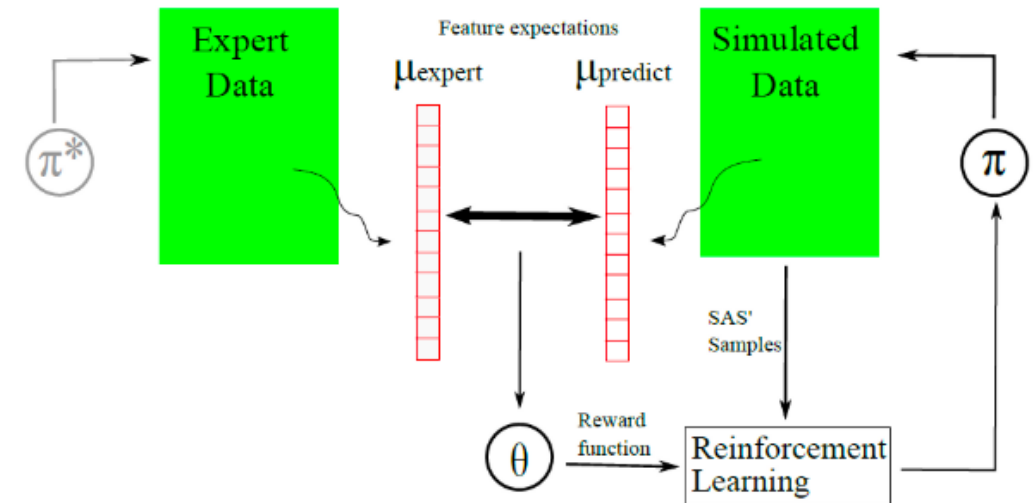 Expert
Data
Feature expectations
μexpert
μpredict
Simulated
Data
π*
π
SAS'
Samples
θ
Reward
function
Reinforcement
Learning